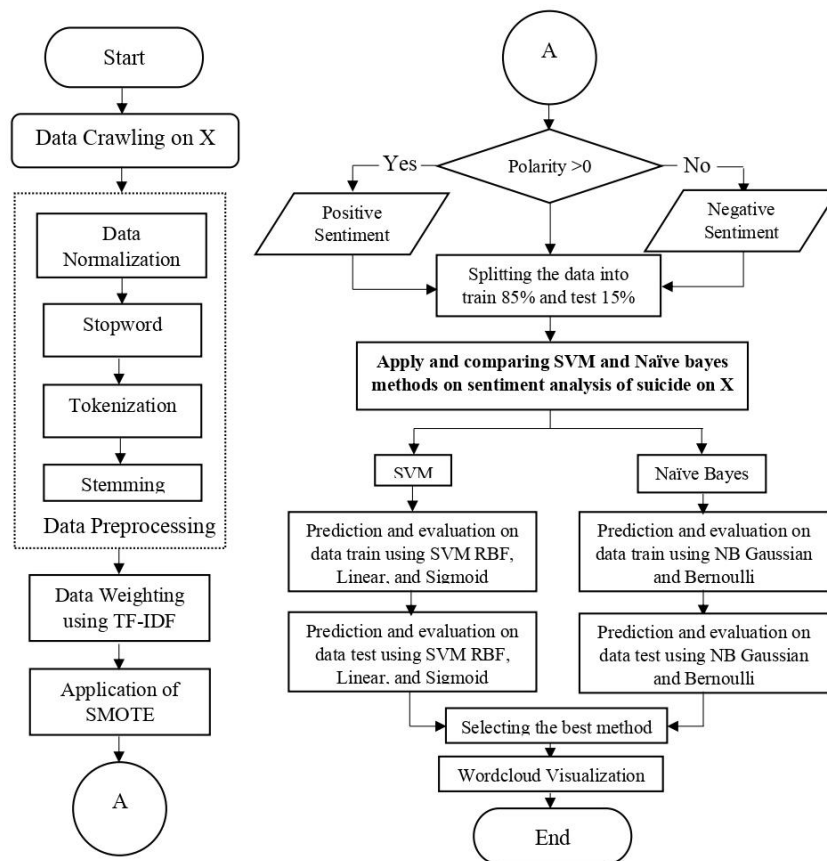 Start
Data Crawling on X
Data
Normalization
Stopword
Tokenization
Stemming
Data Preprocessing
Data Weighting
using TF-IDF
Application of
SMOTE
A
A
Polarity >0
Yes
No
Positive
Sentiment
Negative
Sentiment
Splitting the data into
train 85% and test 15%
Apply and comparing SVM and Naïve bayes
methods on sentiment analysis of suicide on X
SVM
Naïve Bayes
Prediction and evaluation on
data train using SVM RBF,
Linear, and Sigmoid
Prediction and evaluation on
data train using NB Gaussian
and Bernoulli
Prediction and evaluation on
data test using SVM RBF,
Linear, and Sigmoid
Prediction and evaluation on
data test using NB Gaussian
and Bernoulli
Selecting the best method
Wordcloud Visualization
End